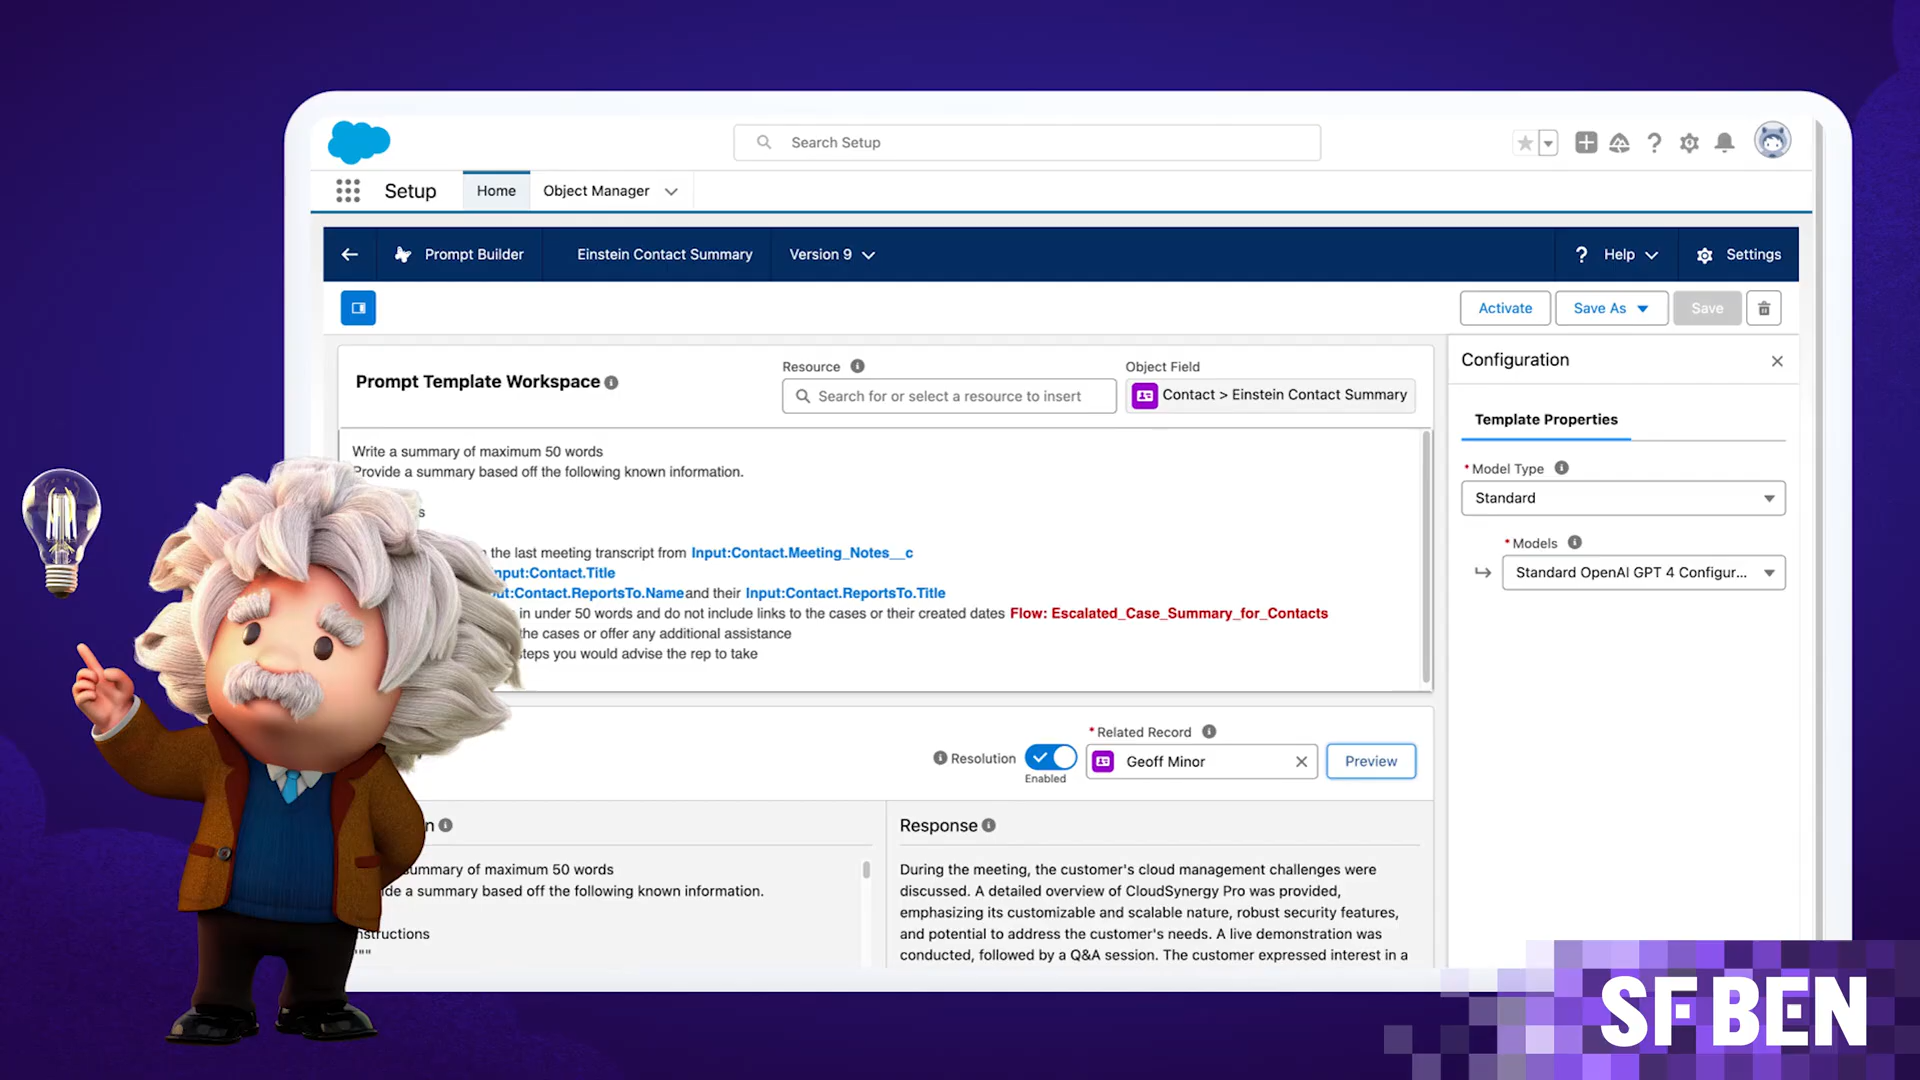 Search Setup
Setup
Home
Object Manager
Prompt Builder
Einstein Contact Summary
Version 9
? Help
Settings
Activate
Save As
Save
Prompt Template Workspace
Resource
Search for or select a resource to insert
Object Field
Contact > Einstein Contact Summary
Configuration
Template Properties
* Model Type
Standard
* Models
Standard OpenAI GPT 4 Configur...
Write a summary of maximum 50 words
Provide a summary based off the following known information.
the last meeting transcript from Input:Contact.Meeting_Notes__c
nput:Contact.Title
ut:Contact.ReportsTo.Name and their Input:Contact.ReportsTo.Title
in under 50 words and do not include links to the cases or their created dates Flow: Escalated_Case_Summary_for_Contacts
the cases or offer any additional assistance
steps you would advise the rep to take
Resolution
Enabled
* Related Record
Geoff Minor
Preview
summary of maximum 50 words
ide a summary based off the following known information.
nstructions
"""
Response
During the meeting, the customer's cloud management challenges were
discussed. A detailed overview of CloudSynergy Pro was provided,
emphasizing its customizable and scalable nature, robust security features,
and potential to address the customer's needs. A live demonstration was
conducted, followed by a Q&A session. The customer expressed interest in a
SF BEN